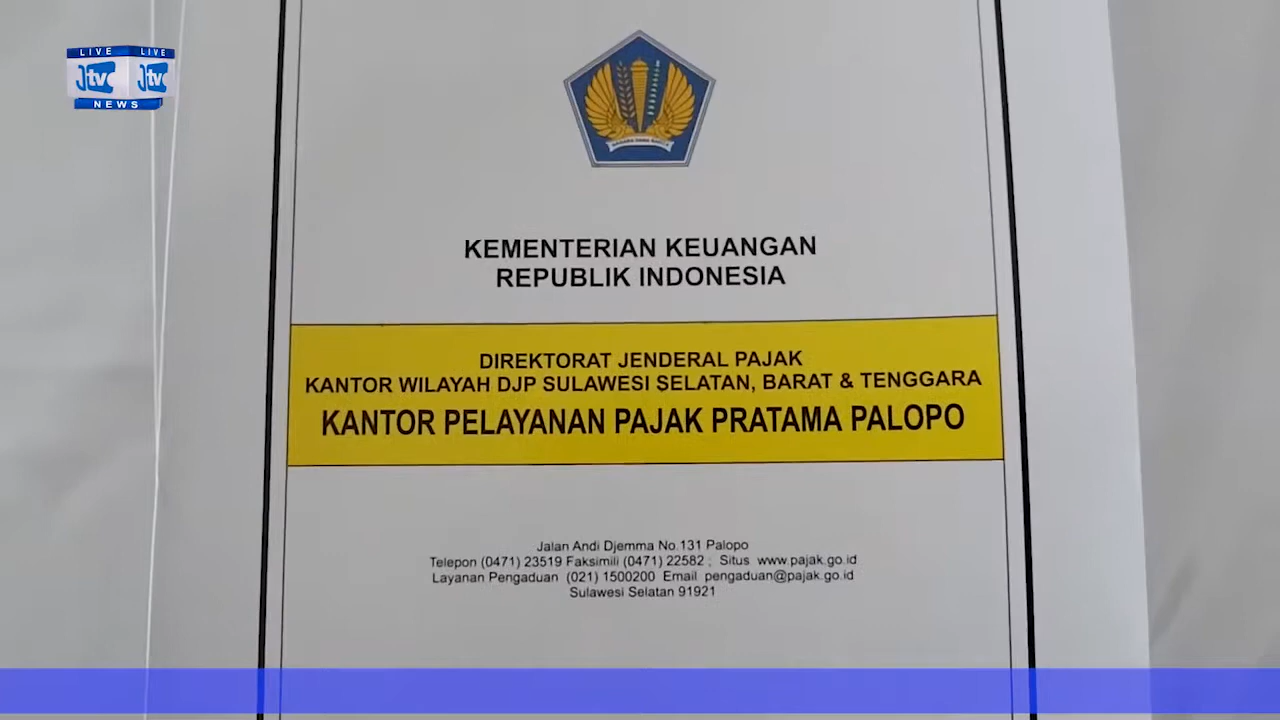 LIVE LIVE
Jtv Jtv
NEWS
KEMENTERIAN KEUANGAN
REPUBLIK INDONESIA
DIREKTORAT JENDERAL PAJAK
KANTOR WILAYAH DJP SULAWESI SELATAN, BARAT & TENGGARA
KANTOR PELAYANAN PAJAK PRATAMA PALOPO
Jalan Andi Djemma No.131 Palopo
Telepon (0471) 23519 Faksimili (0471) 22582 ; Situs www.pajak.go.id
Layanan Pengaduan (021) 1500200 Email pengaduan@pajak.go.id
Sulawesi Selatan 91921